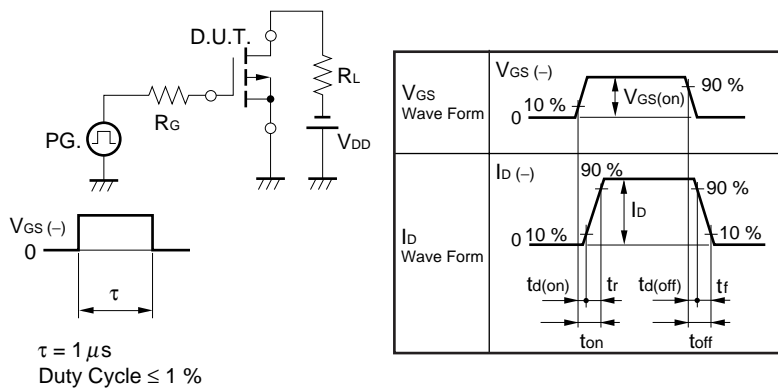 D.U.T.
RL
RG
PG.
VDD
VGS (−)
0
τ
τ = 1 μs
Duty Cycle ≤ 1 %
VGS
Wave Form
VGS (−)
10 %
0
VGS(on)
90 %
ID
Wave Form
ID (−)
90 %
90 %
ID
0 10 %
10 %
td(on) tr td(off) tf
ton toff